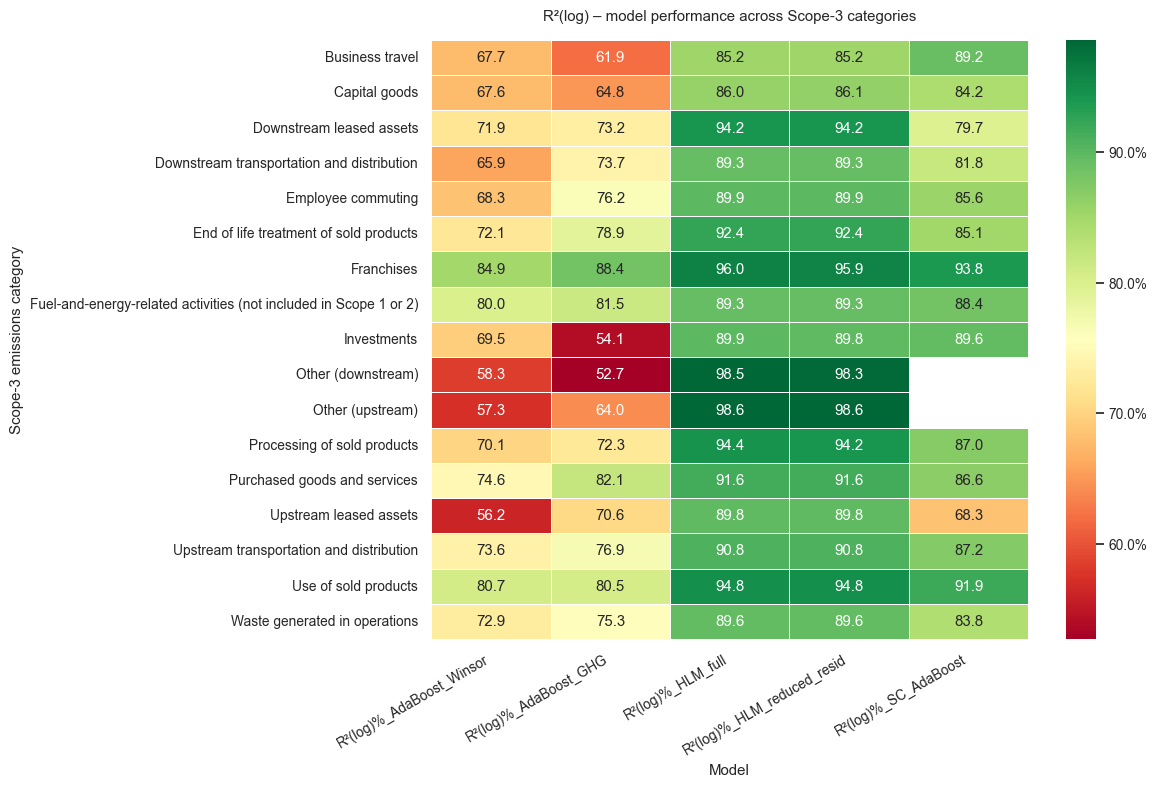 R²(log) – model performance across Scope-3 categories
Scope-3 emissions category
Business travel 67.7 61.9 85.2 85.2 89.2
Capital goods 67.6 64.8 86.0 86.1 84.2
Downstream leased assets 71.9 73.2 94.2 94.2 79.7
Downstream transportation and distribution 65.9 73.7 89.3 89.3 81.8
Employee commuting 68.3 76.2 89.9 89.9 85.6
End of life treatment of sold products 72.1 78.9 92.4 92.4 85.1
Franchises 84.9 88.4 96.0 95.9 93.8
Fuel-and-energy-related activities (not included in Scope 1 or 2) 80.0 81.5 89.3 89.3 88.4
Investments 69.5 54.1 89.9 89.8 89.6
Other (downstream) 58.3 52.7 98.5 98.3
Other (upstream) 57.3 64.0 98.6 98.6
Processing of sold products 70.1 72.3 94.4 94.2 87.0
Purchased goods and services 74.6 82.1 91.6 91.6 86.6
Upstream leased assets 56.2 70.6 89.8 89.8 68.3
Upstream transportation and distribution 73.6 76.9 90.8 90.8 87.2
Use of sold products 80.7 80.5 94.8 94.8 91.9
Waste generated in operations 72.9 75.3 89.6 89.6 83.8
R²(log)%_AdaBoost_Winsor
R²(log)%_AdaBoost_GHG
R²(log)%_HLM_full
R²(log)%_HLM_reduced_resid
R²(log)%_SC_AdaBoost
Model
90.0%
80.0%
70.0%
60.0%